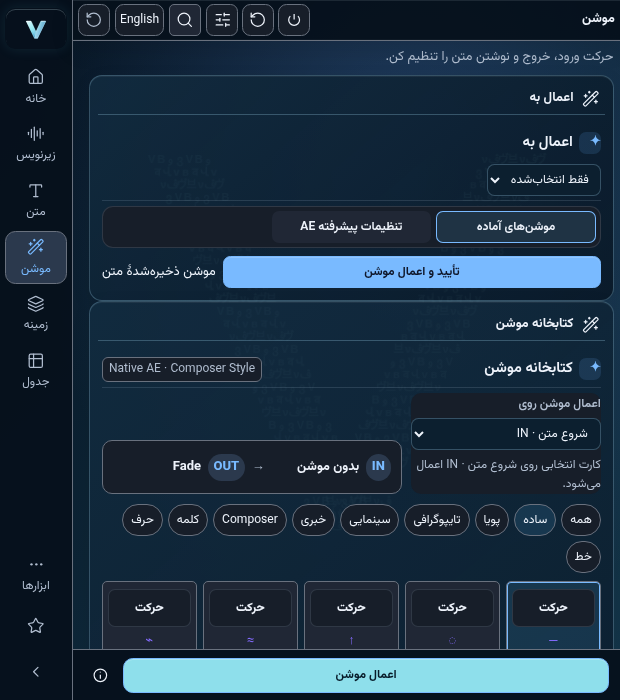 موشن
English
حرکت ورود، خروج و نوشتن متن را تنظیم کن.
خانه
زیرنویس
متن
موشن
زمینه
جدول
ابزارها
اعمال به
اعمال به
فقط انتخاب‌شده
موشن‌های آماده
تنظیمات پیشرفته AE
تأیید و اعمال موشن
موشن ذخیره‌شدهٔ متن
کتابخانه موشن
کتابخانه موشن
Native AE · Composer Style
اعمال موشن روی
شروع متن · IN
کارت انتخابی روی شروع متن · IN اعمال
می‌شود.
IN بدون موشن → OUT Fade
همه
ساده
پویا
تایپوگرافی
سینمایی
خبری
Composer
کلمه
حرف
خط
حرکت
حرکت
حرکت
حرکت
حرکت
اعمال موشن